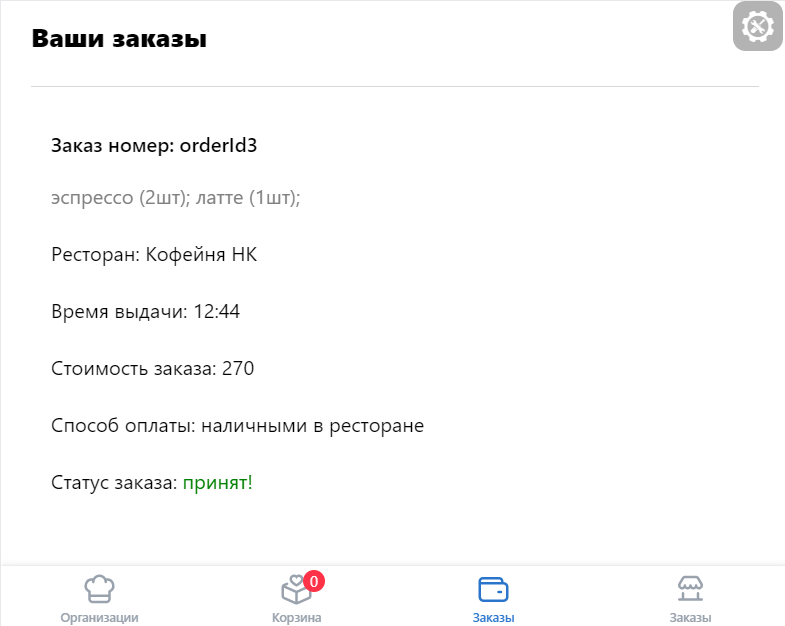 Ваши заказы
Заказ номер: orderId3
эспрессо (2шт); латте (1шт);
Ресторан: Кофейня НК
Время выдачи: 12:44
Стоимость заказа: 270
Способ оплаты: наличными в ресторане
Статус заказа: принят!
0
Организации Корзина Заказы Заказы